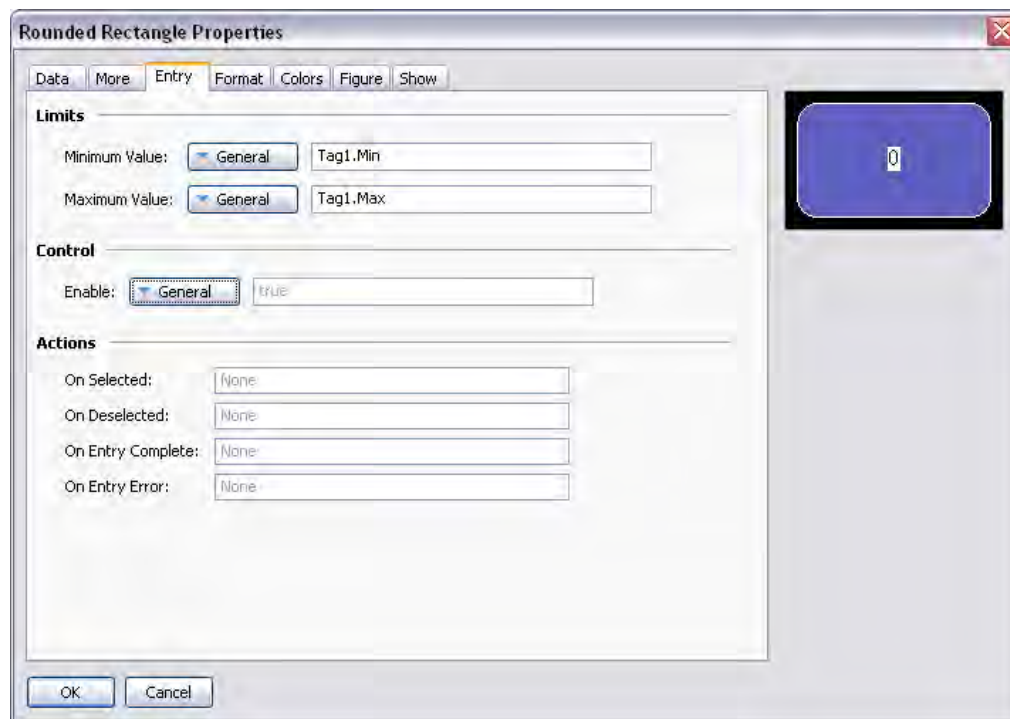 Rounded Rectangle Properties
Data More Entry Format Colors Figure Show
Limits
Minimum Value: General Tag1.Min
Maximum Value: General Tag1.Max
0
Control
Enable: General true
Actions
On Selected: None
On Deselected: None
On Entry Complete: None
On Entry Error: None
OK Cancel